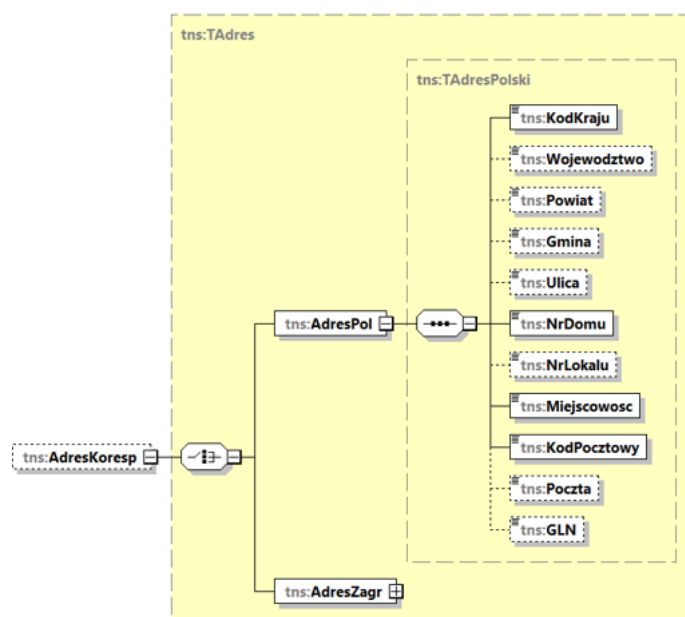 tns:TAdres
tns:TAdresPolski
tns:KodKraju
tns:Wojewodztwo
tns:Powiat
tns:Gmina
tns:Ulica
tns:AdresPol
tns:NrDomu
tns:NrLokalu
tns:Miejscowosc
tns:KodPocztowy
tns:AdresKoresp
tns:Poczta
tns:GLN
tns:AdresZagr